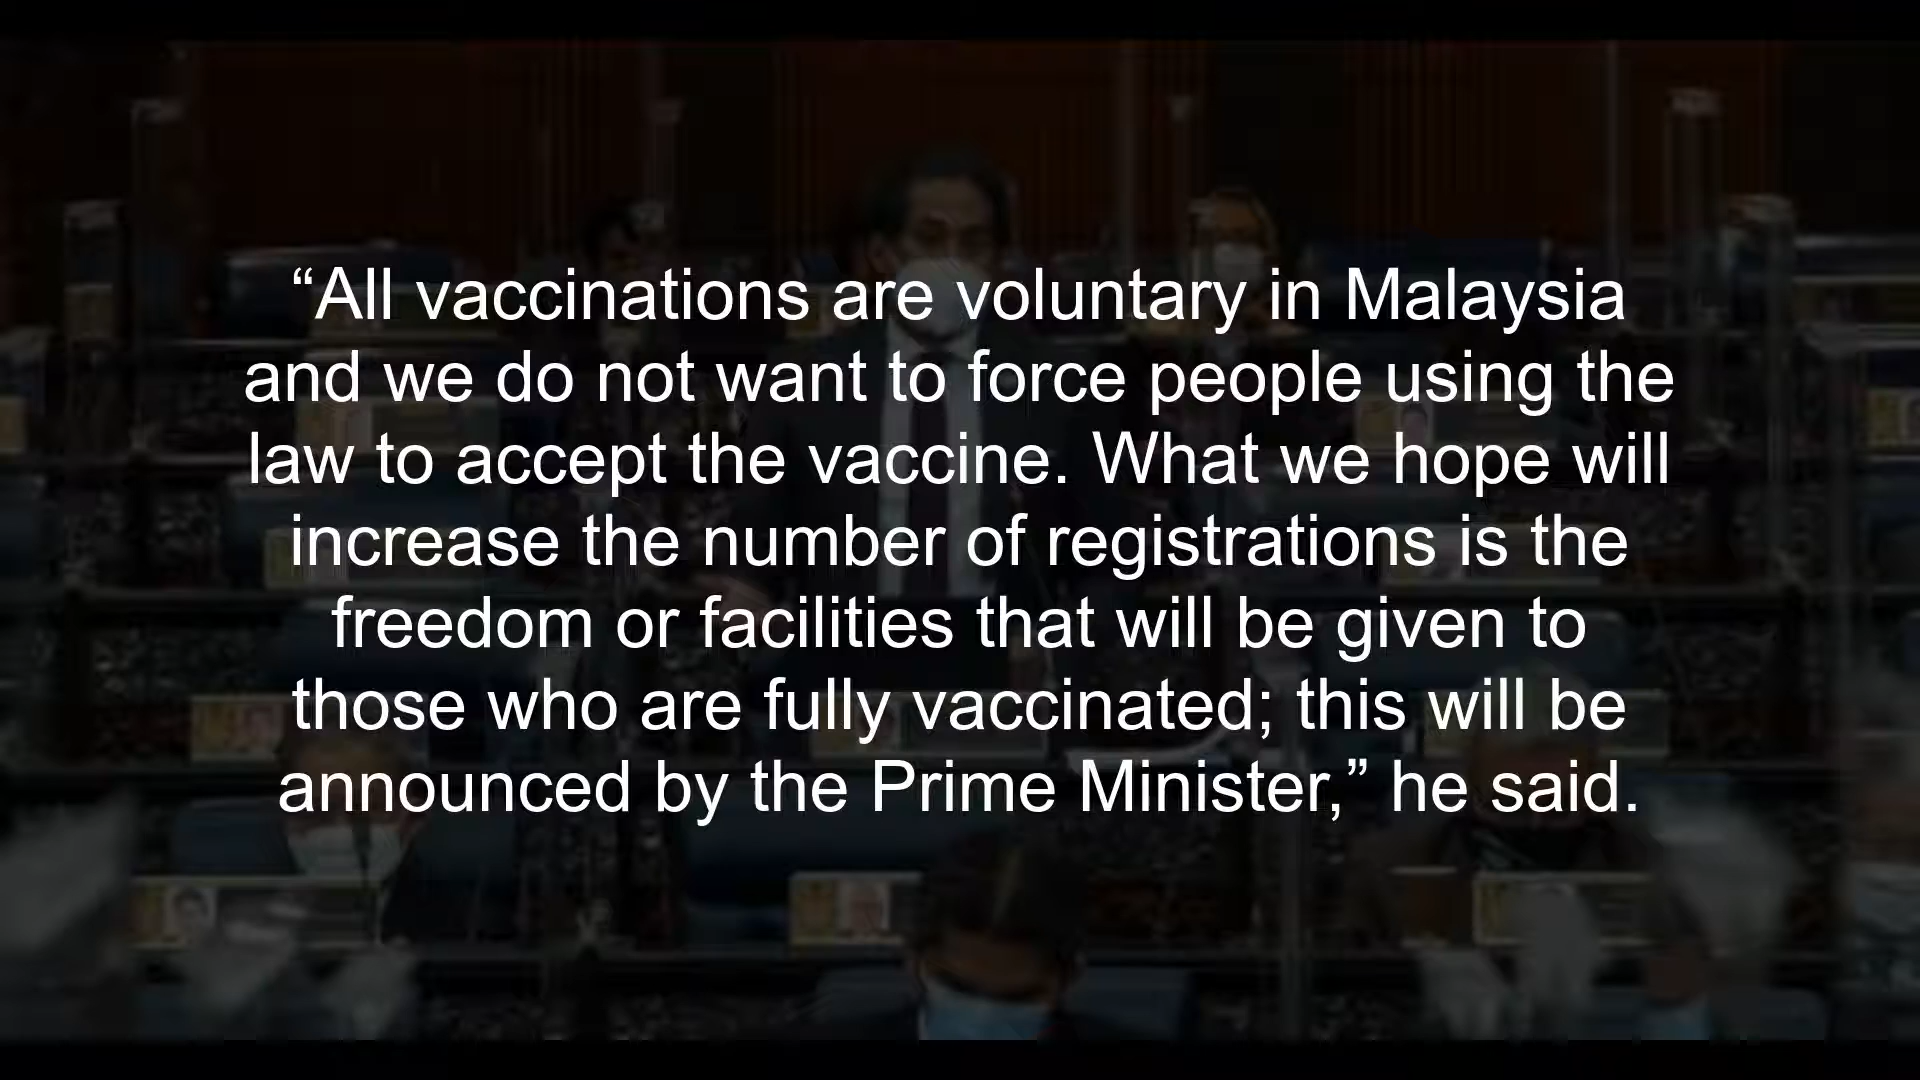 “All vaccinations are voluntary in Malaysia
and we do not want to force people using the
law to accept the vaccine. What we hope will
increase the number of registrations is the
freedom or facilities that will be given to
those who are fully vaccinated; this will be
announced by the Prime Minister,” he said.